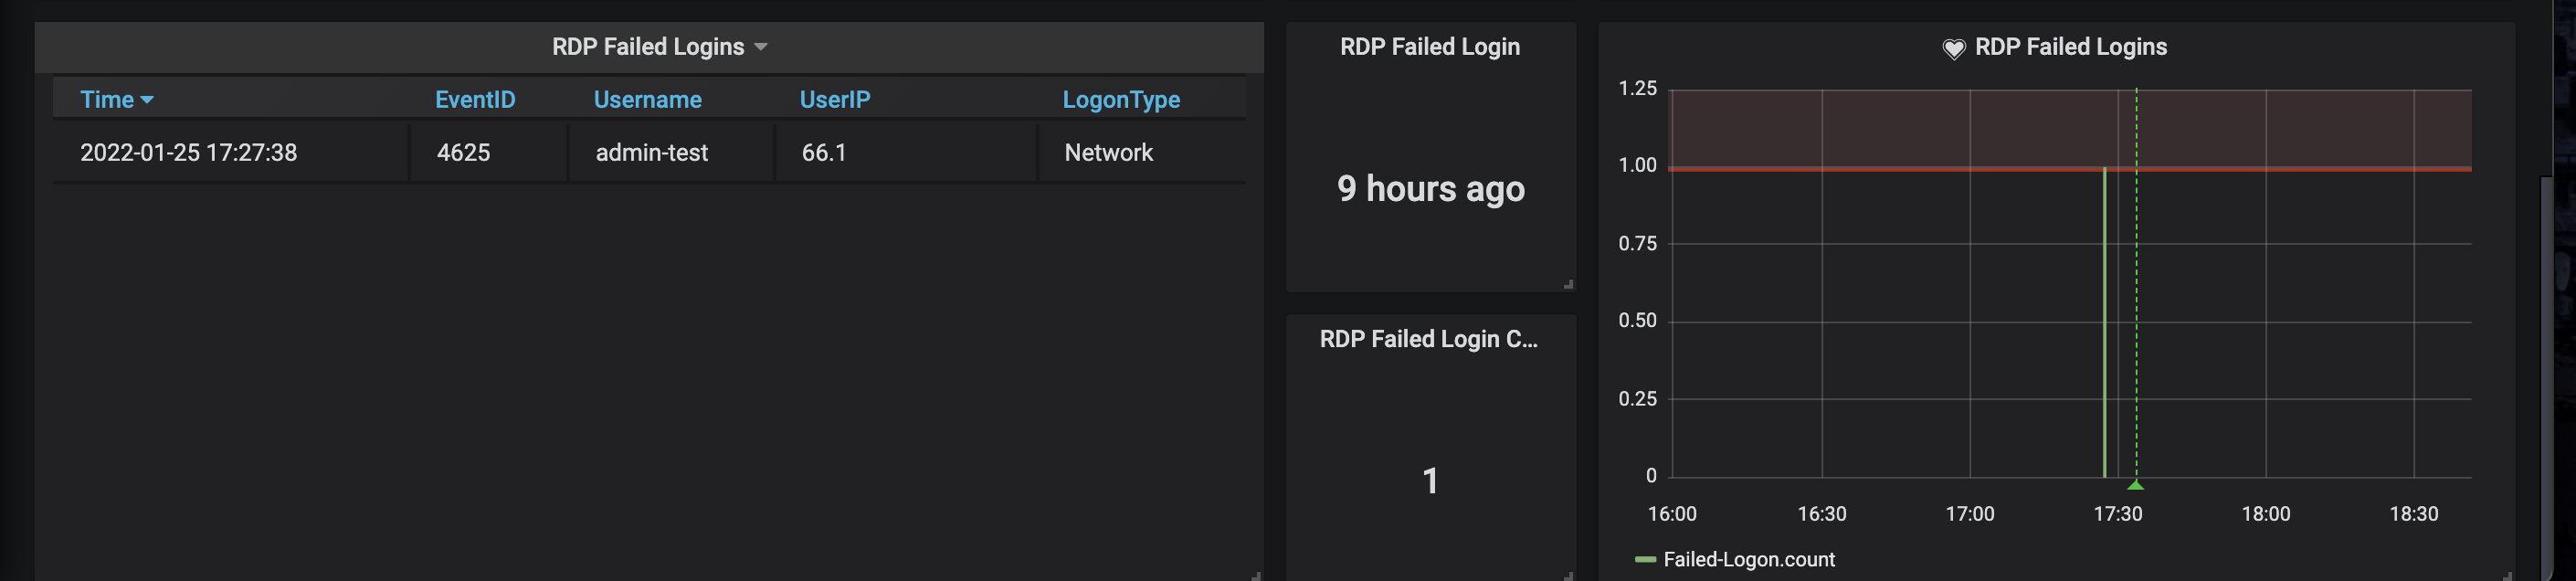 RDP Failed Logins
Time EventID Username UserIP LogonType
2022-01-25 17:27:38 4625 admin-test 66.1 Network
RDP Failed Login
9 hours ago
RDP Failed Login C...
1
RDP Failed Logins
1.25
1.00
0.75
0.50
0.25
0
16:00 16:30 17:00 17:30 18:00 18:30
Failed-Logon.count